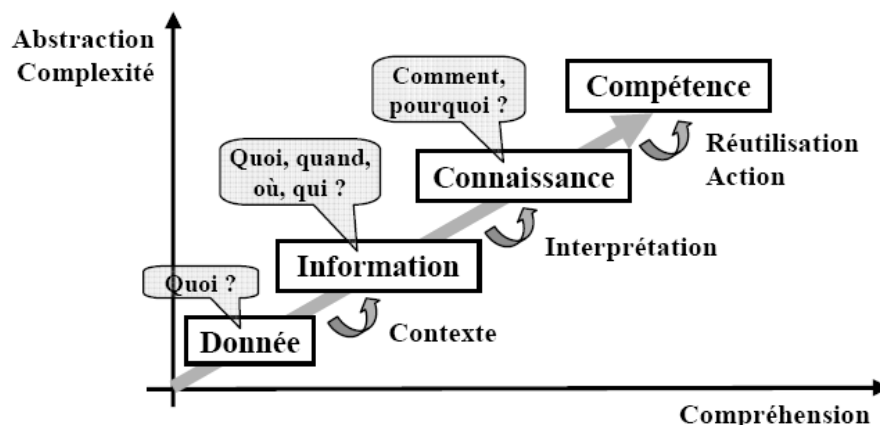 Abstraction
Complexité
Comment,
pourquoi ?
Compétence
Réutilisation
Action
Quoi, quand,
où, qui ?
Connaissance
Interprétation
Information
Quoi ?
Contexte
Donnée
Compréhension